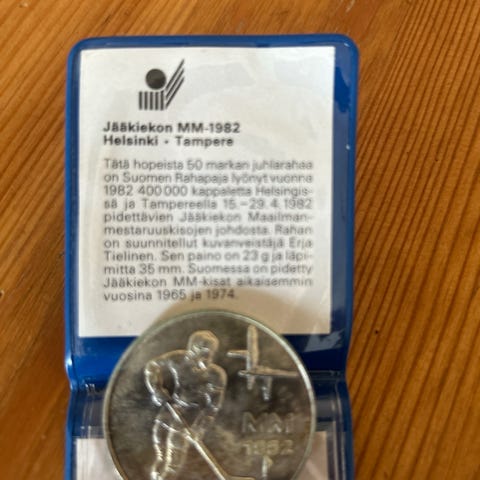 Jääkiekon MM-1982
Helsinki - Tampere
Tätä hopeista 50 markan juhlarahaa
on Suomen Rahapaja lyönyt vuonna
1982 400 000 kappaletta Helsingis-
sä ja Tampereella 15.–29.4.1982
pidettävien Jääkiekon Maailman-
mestaruuskisojen johdosta. Rahan
on suunnitellut kuvanveistäjä Erja
Tielinen. Sen paino on 23 g ja läpi-
mitta 35 mm. Suomessa on pidetty
Jääkiekon MM-kisat aikaisemmin
vuosina 1965 ja 1974.
MM
1982